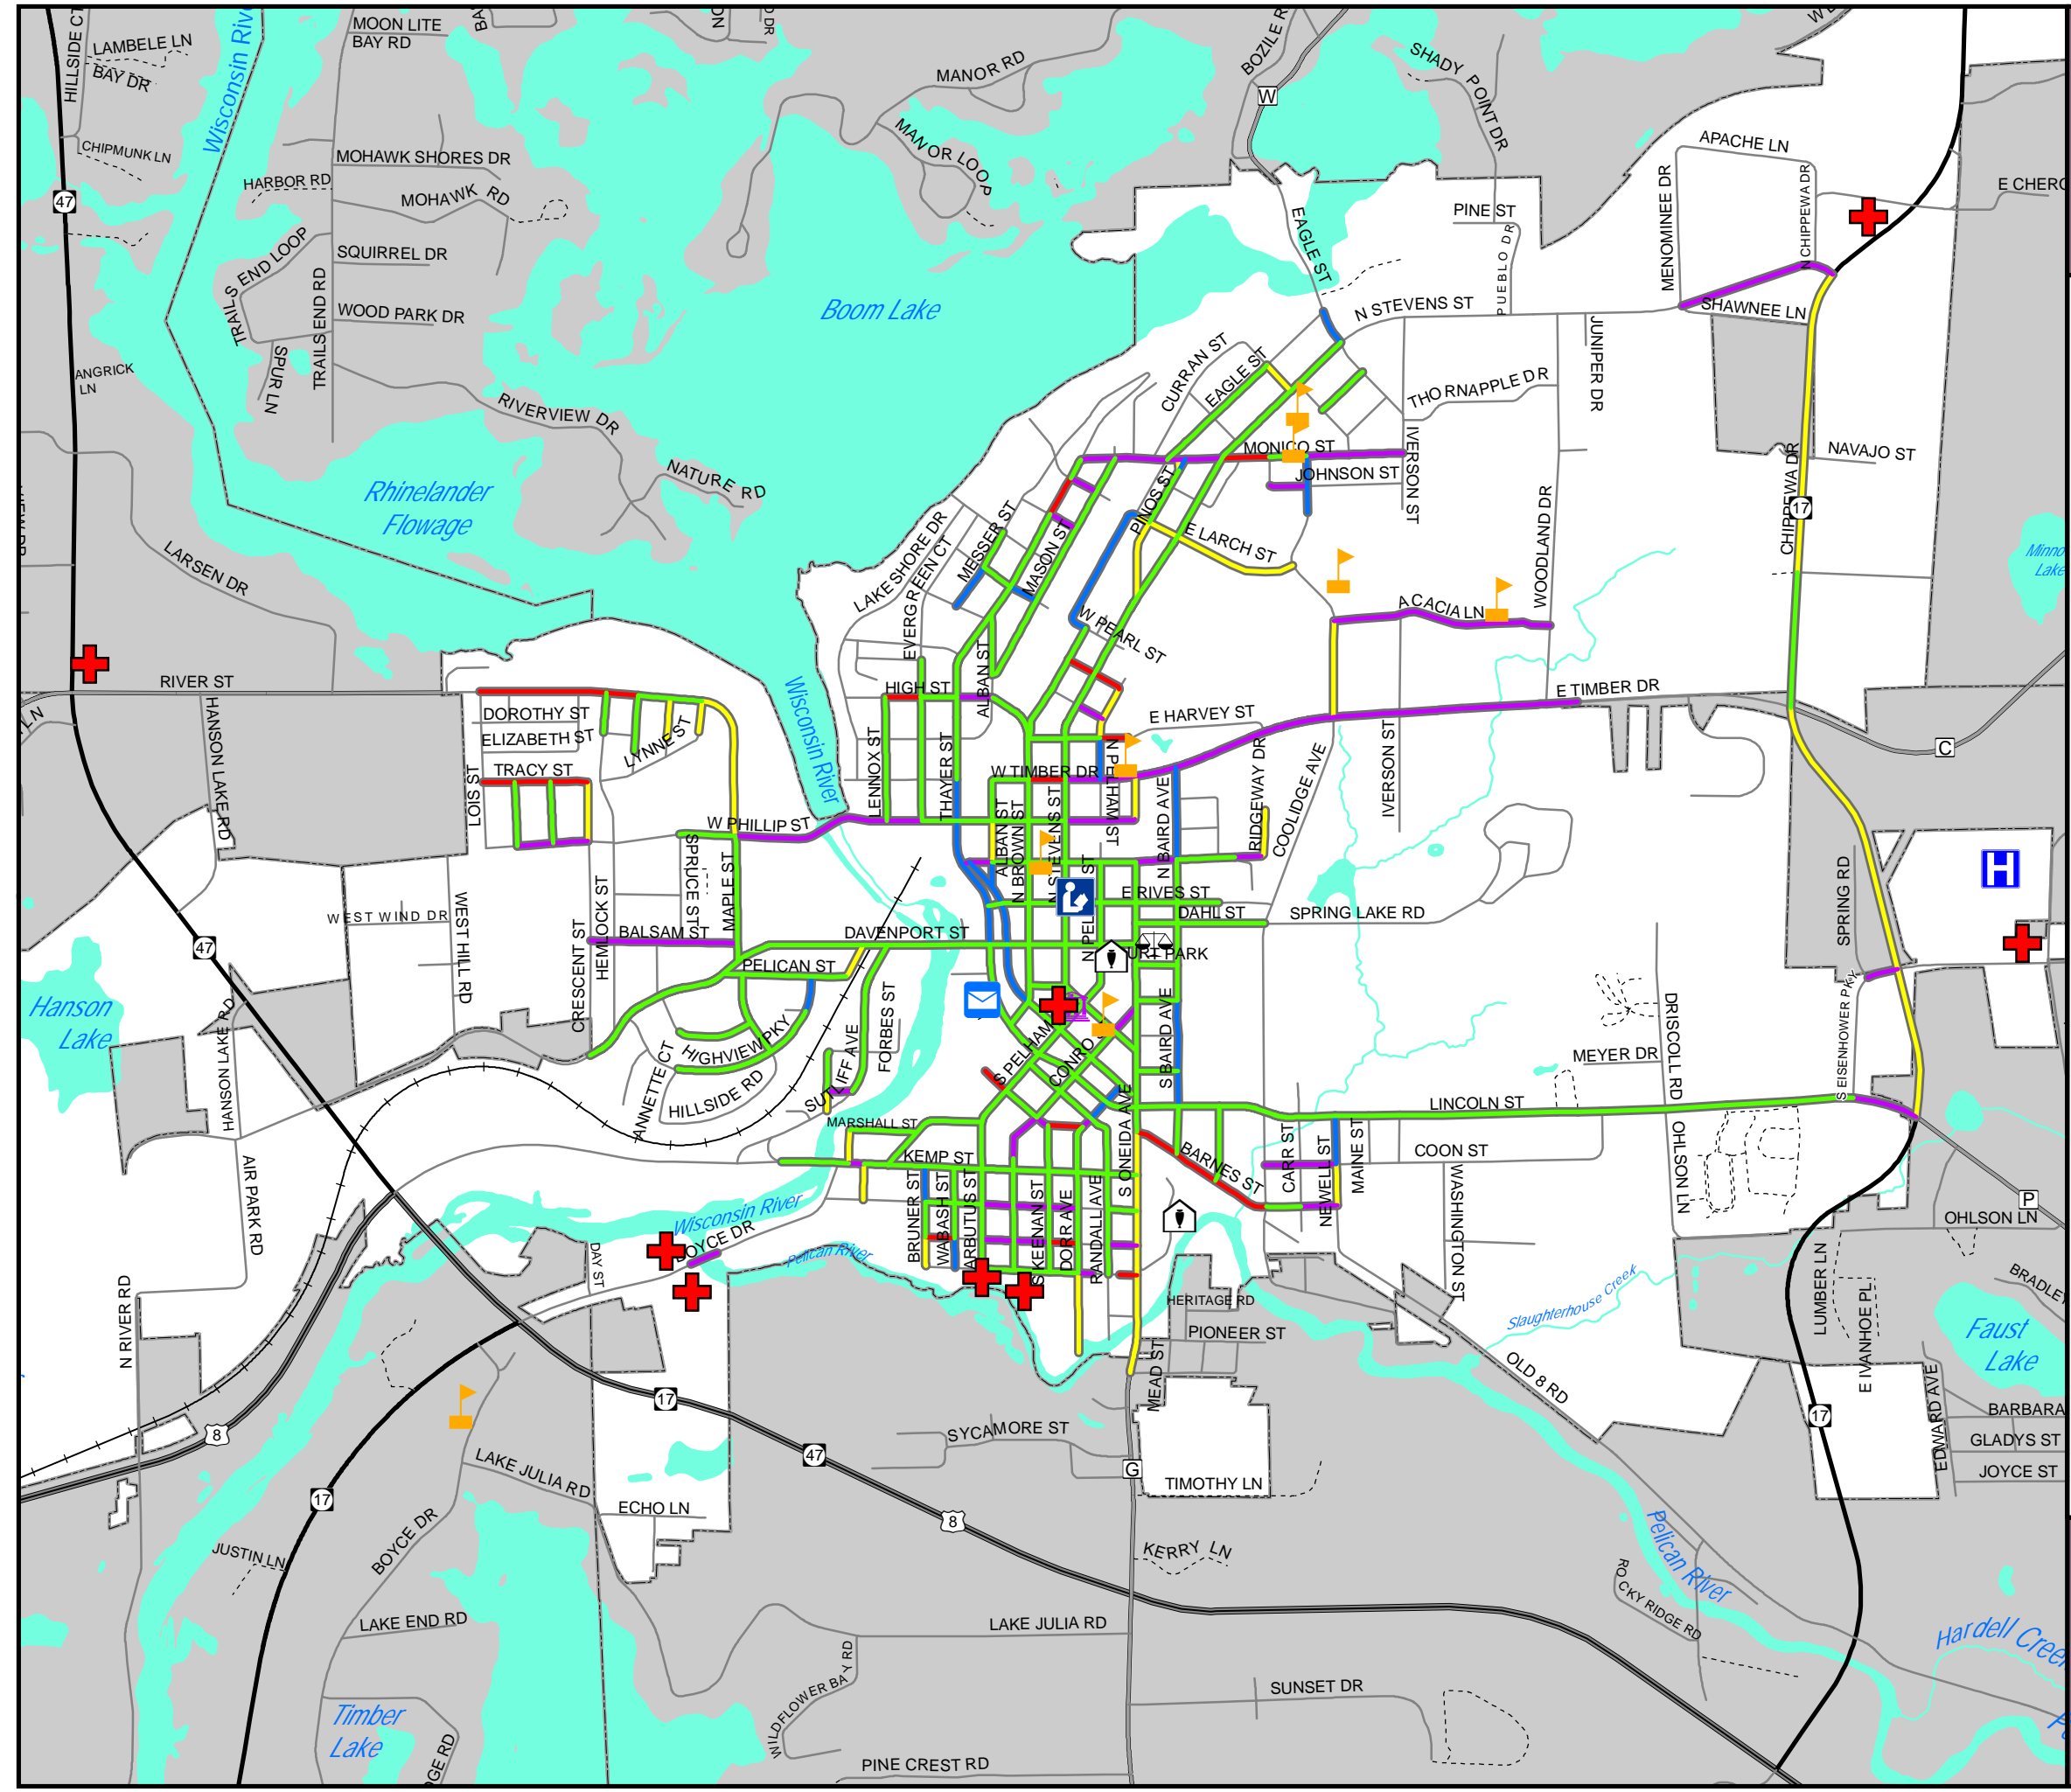 HILLSIDE CT
LAMBELE LN
BAY DR
CHIPMUNK LN
47
Wisconsin River
MOON LITE
BAY RD
MOHAWK SHORES DR
HARBOR RD
MOHAWK RD
SQUIRREL DR
TRAILS END LOOP
TRAILS END RD
WOOD PARK DR
SPUR LN
ANGRICK
LN
RIVERVIEW DR
NATURE RD
MANOR RD
MANOR LOOP
Boom Lake
Rhinelander
Flowage
LARSEN DR
W
SHADY POINT DR
EAGLE ST
PINE ST
PUEBLO DR
APACHE LN
MENOMINEE DR
N CHIPPEWA DR
SHAWNEE LN
N STEVENS ST
JUNIPER DR
THORNAPPLE DR
CURRAN ST
EAGLE ST
MONICO ST
JOHNSON ST
IVERSON ST
NAVAJO ST
CHIPPEWA DR
17
WOODLAND DR
PINOS ST
E LARCH ST
MESSER ST
MASON ST
LAKE SHORE DR
EVERGREEN CT
W PEARL ST
ACACIA LN
E TIMBER DR
C
RIVER ST
HANSON LAKE RD
DOROTHY ST
ELIZABETH ST
LYNNE ST
TRACY ST
LOIS ST
Wisconsin River
HIGH ST
ALBAN ST
LENNOX ST
THAYER ST
W TIMBER DR
E HARVEY ST
N PELHAM ST
RIDGEWAY DR
COOLIDGE AVE
IVERSON ST
W PHILLIP ST
ALBAN ST
N BROWN ST
N STEVENS ST
N BAIRD AVE
SPRUCE ST
MAPLE ST
WEST WIND DR
WEST HILL RD
47
CRESCENT ST
HEMLOCK ST
BALSAM ST
DAVENPORT ST
PELICAN ST
E RIVES ST
DAHL ST
SPRING LAKE RD
SPRING RD
H
Hanson
Lake
HANSON LAKE RD
HIGHVIEW PKY
ANNETTE CT
HILLSIDE RD
SUTLIFF AVE
FORBES ST
S PELHAM
S BAIRD AVE
MEYER DR
DRISCOLL RD
S EISENHOWER PKY
LINCOLN ST
MARSHALL ST
KEMP ST
S ONEIDA AVE
BARNES ST
CARR ST
NEWELL ST
MAINE ST
COON ST
WASHINGTON ST
OHLSON LN
P
OHLSON LN
AIR PARK RD
N RIVER RD
Wisconsin River
BOYCE DR
Pelican River
DAY ST
BRUNER ST
WABASH ST
ARBUTUS ST
S KEENAN ST
DORR AVE
RANDALL AVE
HERITAGE RD
PIONEER ST
MEAD ST
Slaughterhouse Creek
OLD 8 RD
LUMBER LN
E IVANHOE PL
Faust
Lake
EDWARD AVE
BARBARA
GLADYS ST
JOYCE ST
17
8
17
17
47
8
SYCAMORE ST
G
TIMOTHY LN
KERRY LN
LAKE JULIA RD
ECHO LN
BOYCE DR
JUSTIN LN
LAKE END RD
LAKE JULIA RD
WILDFLOWER BAY RD
Timber
Lake
PINE CREST RD
SUNSET DR
Pelican River
ROCKY RIDGE RD